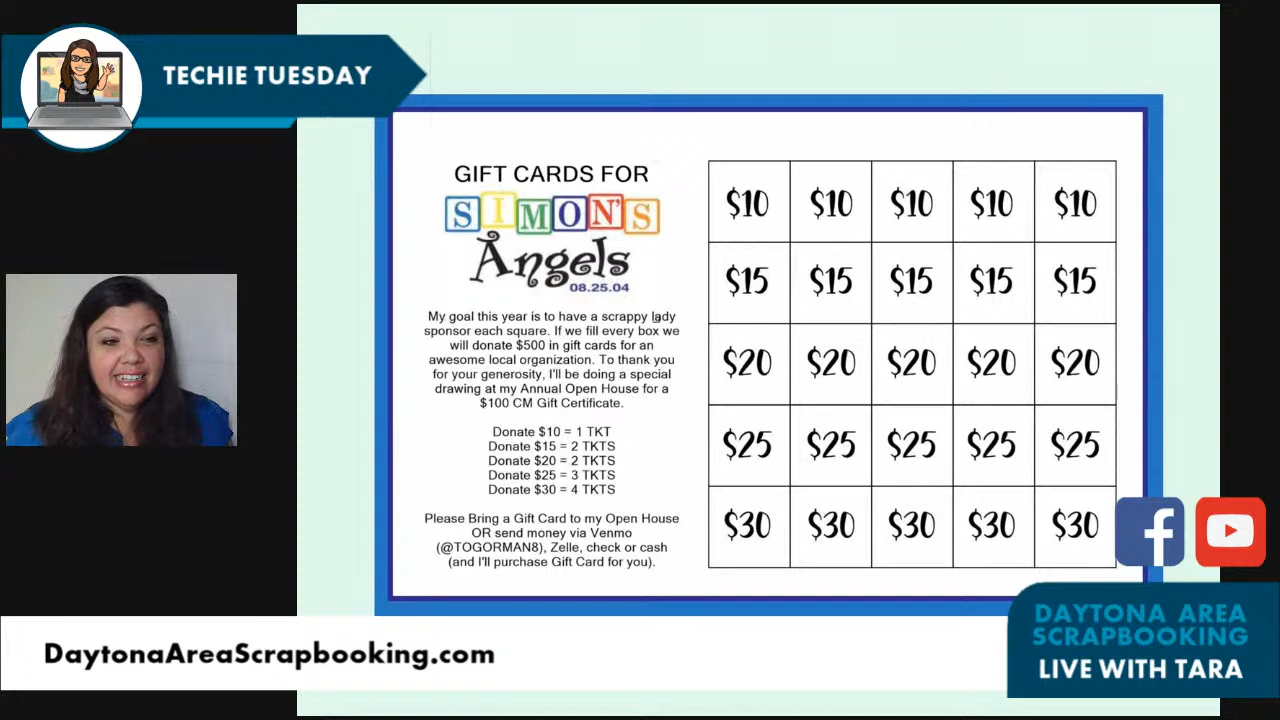 TECHIE TUESDAY
GIFT CARDS FOR
SIMON'S
Angels
08.25.04
My goal this year is to have a scrappy lady
sponsor each square. If we fill every box we
will donate $500 in gift cards for an
awesome local organization. To thank you
for your generosity, I'll be doing a special
drawing at my Annual Open House for a
$100 CM Gift Certificate.
Donate $10 = 1 TKT
Donate $15 = 2 TKTS
Donate $20 = 2 TKTS
Donate $25 = 3 TKTS
Donate $30 = 4 TKTS
Please Bring a Gift Card to my Open House
OR send money via Venmo
(@TOGORMAN8), Zelle, check or cash
(and I'll purchase Gift Card for you).
$10 $10 $10 $10 $10
$15 $15 $15 $15 $15
$20 $20 $20 $20 $20
$25 $25 $25 $25 $25
$30 $30 $30 $30 $30
DaytonaAreaScrapbooking.com
DAYTONA AREA
SCRAPBOOKING
LIVE WITH TARA